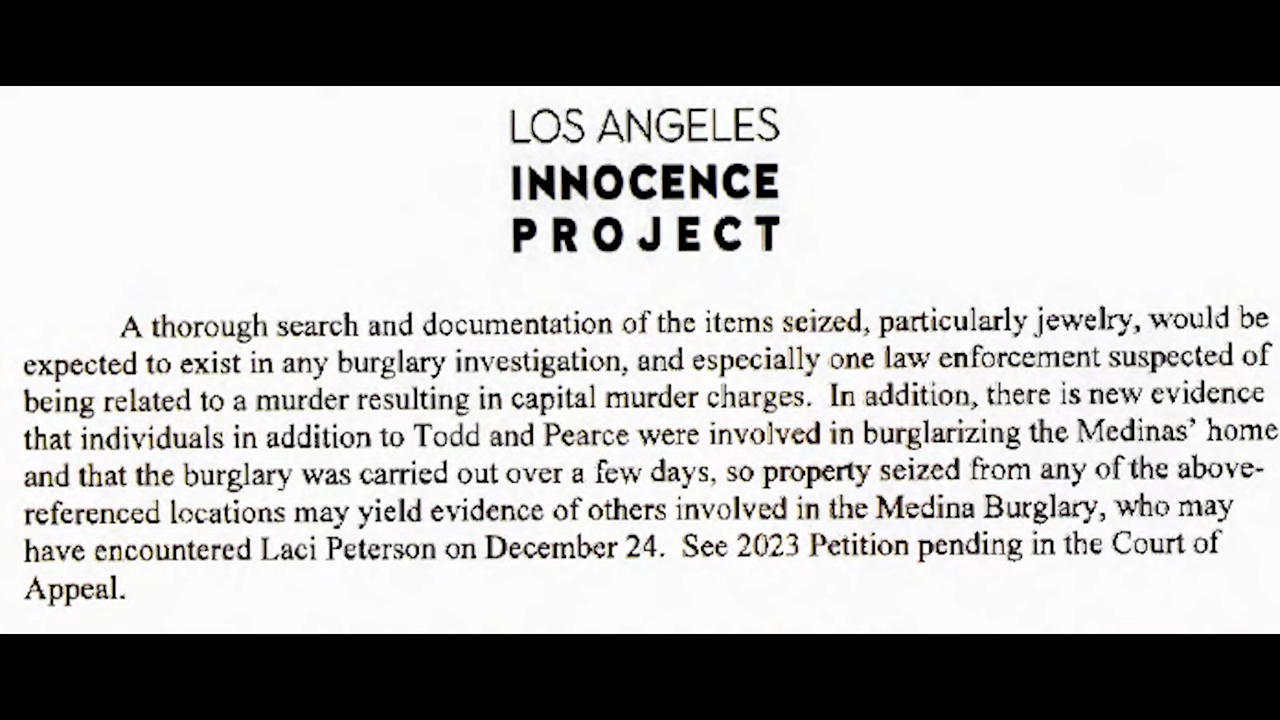 LOS ANGELES
INNOCENCE
PROJECT
A thorough search and documentation of the items seized, particularly jewelry, would be
expected to exist in any burglary investigation, and especially one law enforcement suspected of
being related to a murder resulting in capital murder charges. In addition, there is new evidence
that individuals in addition to Todd and Pearce were involved in burglarizing the Medinas' home
and that the burglary was carried out over a few days, so property seized from any of the above-
referenced locations may yield evidence of others involved in the Medina Burglary, who may
have encountered Laci Peterson on December 24. See 2023 Petition pending in the Court of
Appeal.